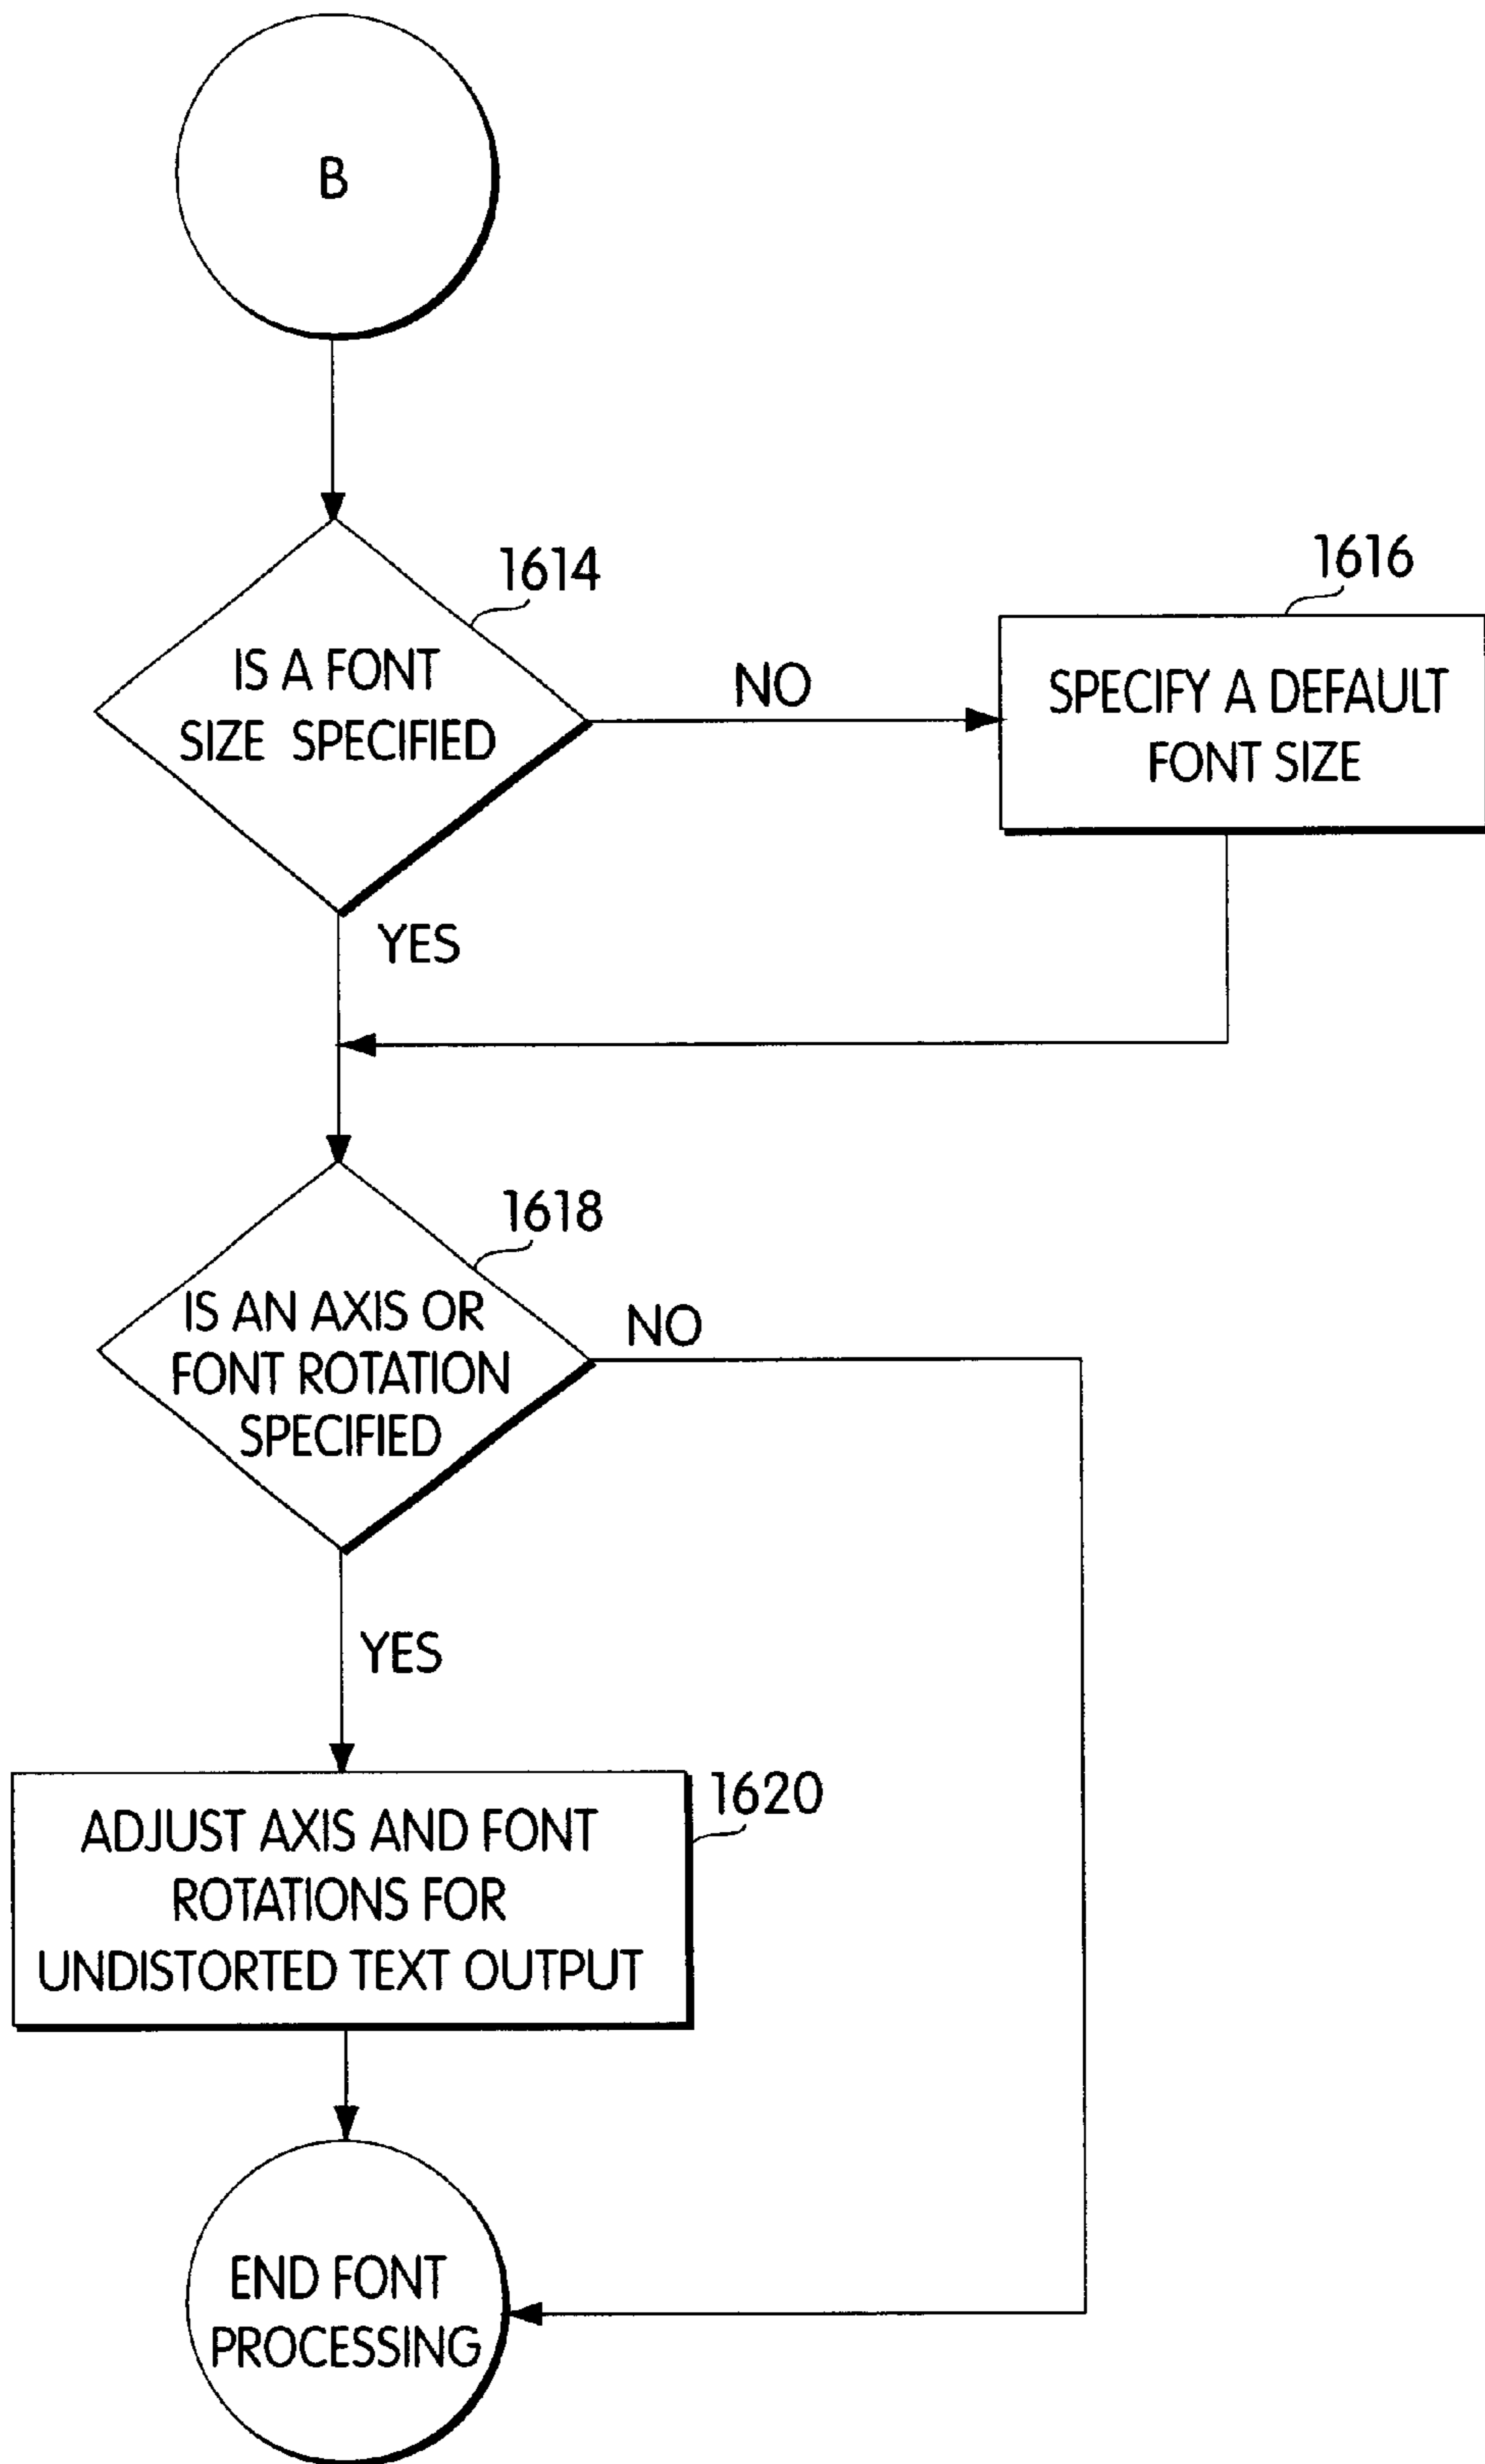 B
1614
IS A FONT
SIZE SPECIFIED
NO
1616
SPECIFY A DEFAULT
FONT SIZE
YES
1618
IS AN AXIS OR
FONT ROTATION
SPECIFIED
NO
YES
1620
ADJUST AXIS AND FONT
ROTATIONS FOR
UNDISTORTED TEXT OUTPUT
END FONT
PROCESSING